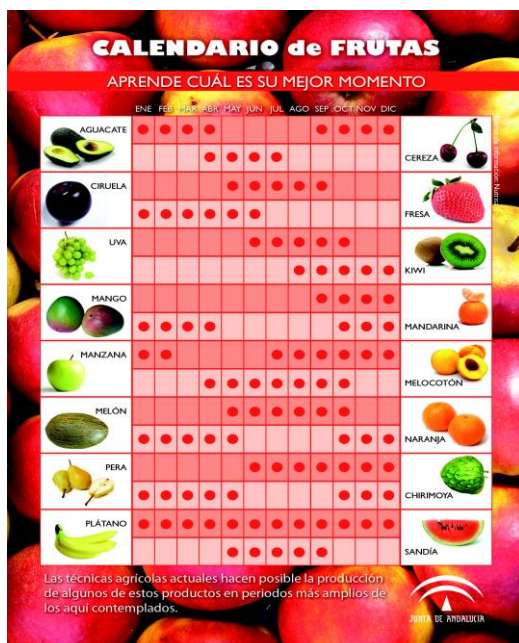 CALENDARIO de FRUTAS
APRENDE CUÁL ES SU MEJOR MOMENTO
ENE FEB MAR ABR MAY JUN JUL AGO SEP OCT NOV DIC
AGUACATE
CEREZA
CIRUELA
FRESA
UVA
KIWI
MANGO
MANDARINA
MANZANA
MELOCOTÓN
MELÓN
NARANJA
PERA
CHIRIMOYA
PLÁTANO
SANDÍA
Las técnicas agrícolas actuales hacen posible la producción
de algunos de estos productos en periodos más amplios de
los aquí contemplados.
JUNTA DE ANDALUCIA